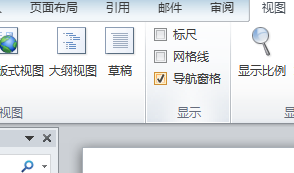 页面布局 引用 邮件 审阅 视图
版式视图 大纲视图 草稿
标尺
网格线
导航窗格
显示比例
视图 显示